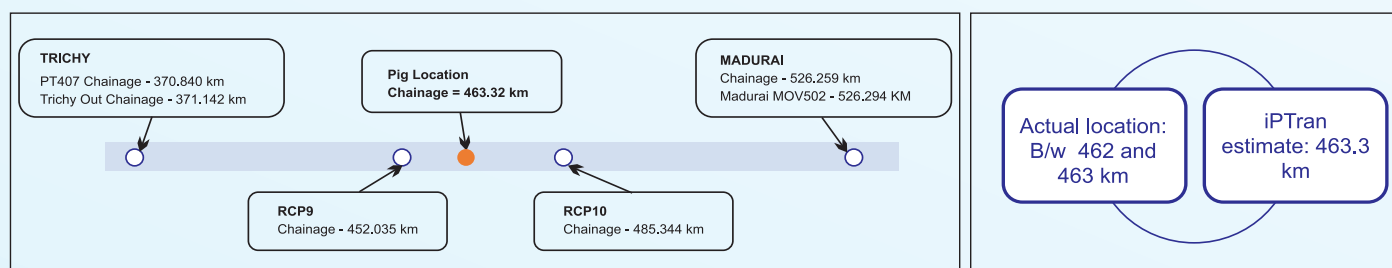 TRICHY
PT407 Chainage - 370.840 km
Trichy Out Chainage - 371.142 km
Pig Location
Chainage = 463.32 km
MADURAI
Chainage - 526.259 km
Madurai MOV502 - 526.294 KM
RCP9
Chainage - 452.035 km
RCP10
Chainage - 485.344 km
Actual location:
B/w 462 and
463 km
iPTran
estimate: 463.3
km